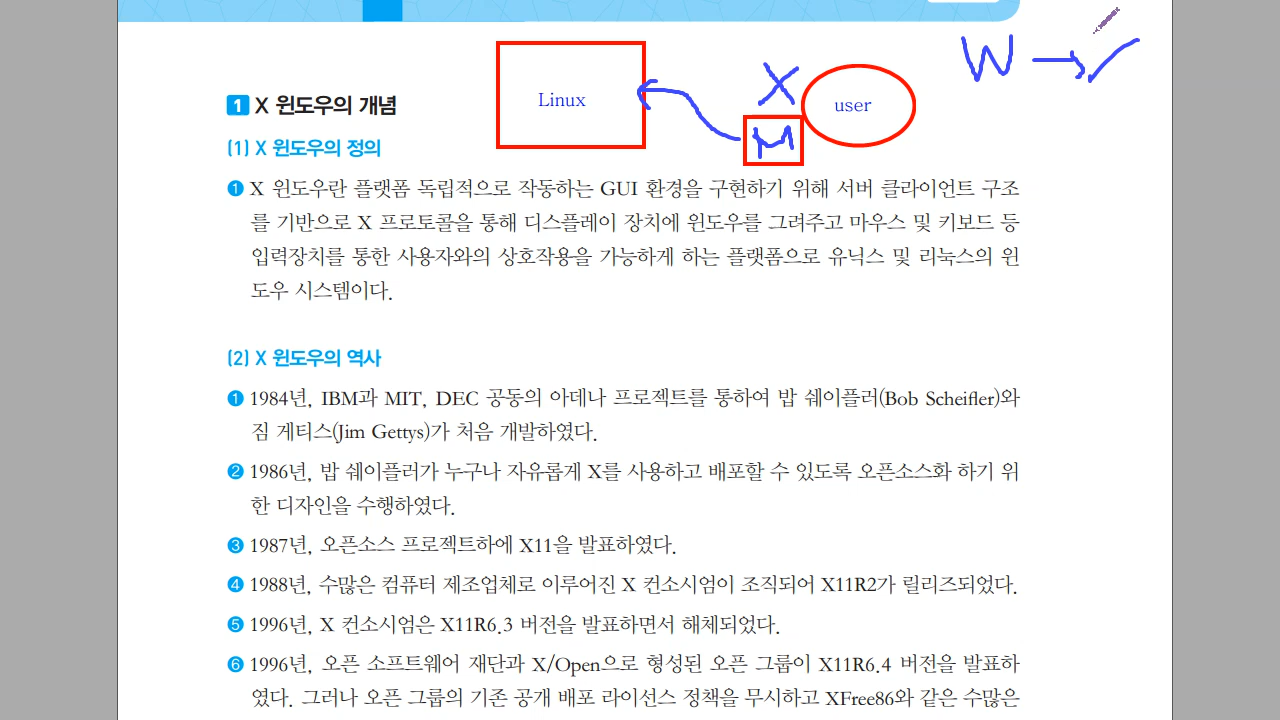 Linux
X
user
W
M
1 X 윈도우의 개념
(1) X 윈도우의 정의
❶ X 윈도우란 플랫폼 독립적으로 작동하는 GUI 환경을 구현하기 위해 서버 클라이언트 구조
를 기반으로 X 프로토콜을 통해 디스플레이 장치에 윈도우를 그려주고 마우스 및 키보드 등
입력장치를 통한 사용자와의 상호작용을 가능하게 하는 플랫폼으로 유닉스 및 리눅스의 윈
도우 시스템이다.
(2) X 윈도우의 역사
❶ 1984년, IBM과 MIT, DEC 공동의 아데나 프로젝트를 통하여 밥 쉐이플러(Bob Scheifler)와
짐 게티스(Jim Gettys)가 처음 개발하였다.
❷ 1986년, 밥 쉐이플러가 누구나 자유롭게 X를 사용하고 배포할 수 있도록 오픈소스화 하기 위
한 디자인을 수행하였다.
❸ 1987년, 오픈소스 프로젝트하에 X11을 발표하였다.
❹ 1988년, 수많은 컴퓨터 제조업체로 이루어진 X 컨소시엄이 조직되어 X11R2가 릴리즈되었다.
❺ 1996년, X 컨소시엄은 X11R6.3 버전을 발표하면서 해체되었다.
❻ 1996년, 오픈 소프트웨어 재단과 X/Open으로 형성된 오픈 그룹이 X11R6.4 버전을 발표하
였다. 그러나 오픈 그룹의 기존 공개 배포 라이선스 정책을 무시하고 XFree86와 같은 수많은